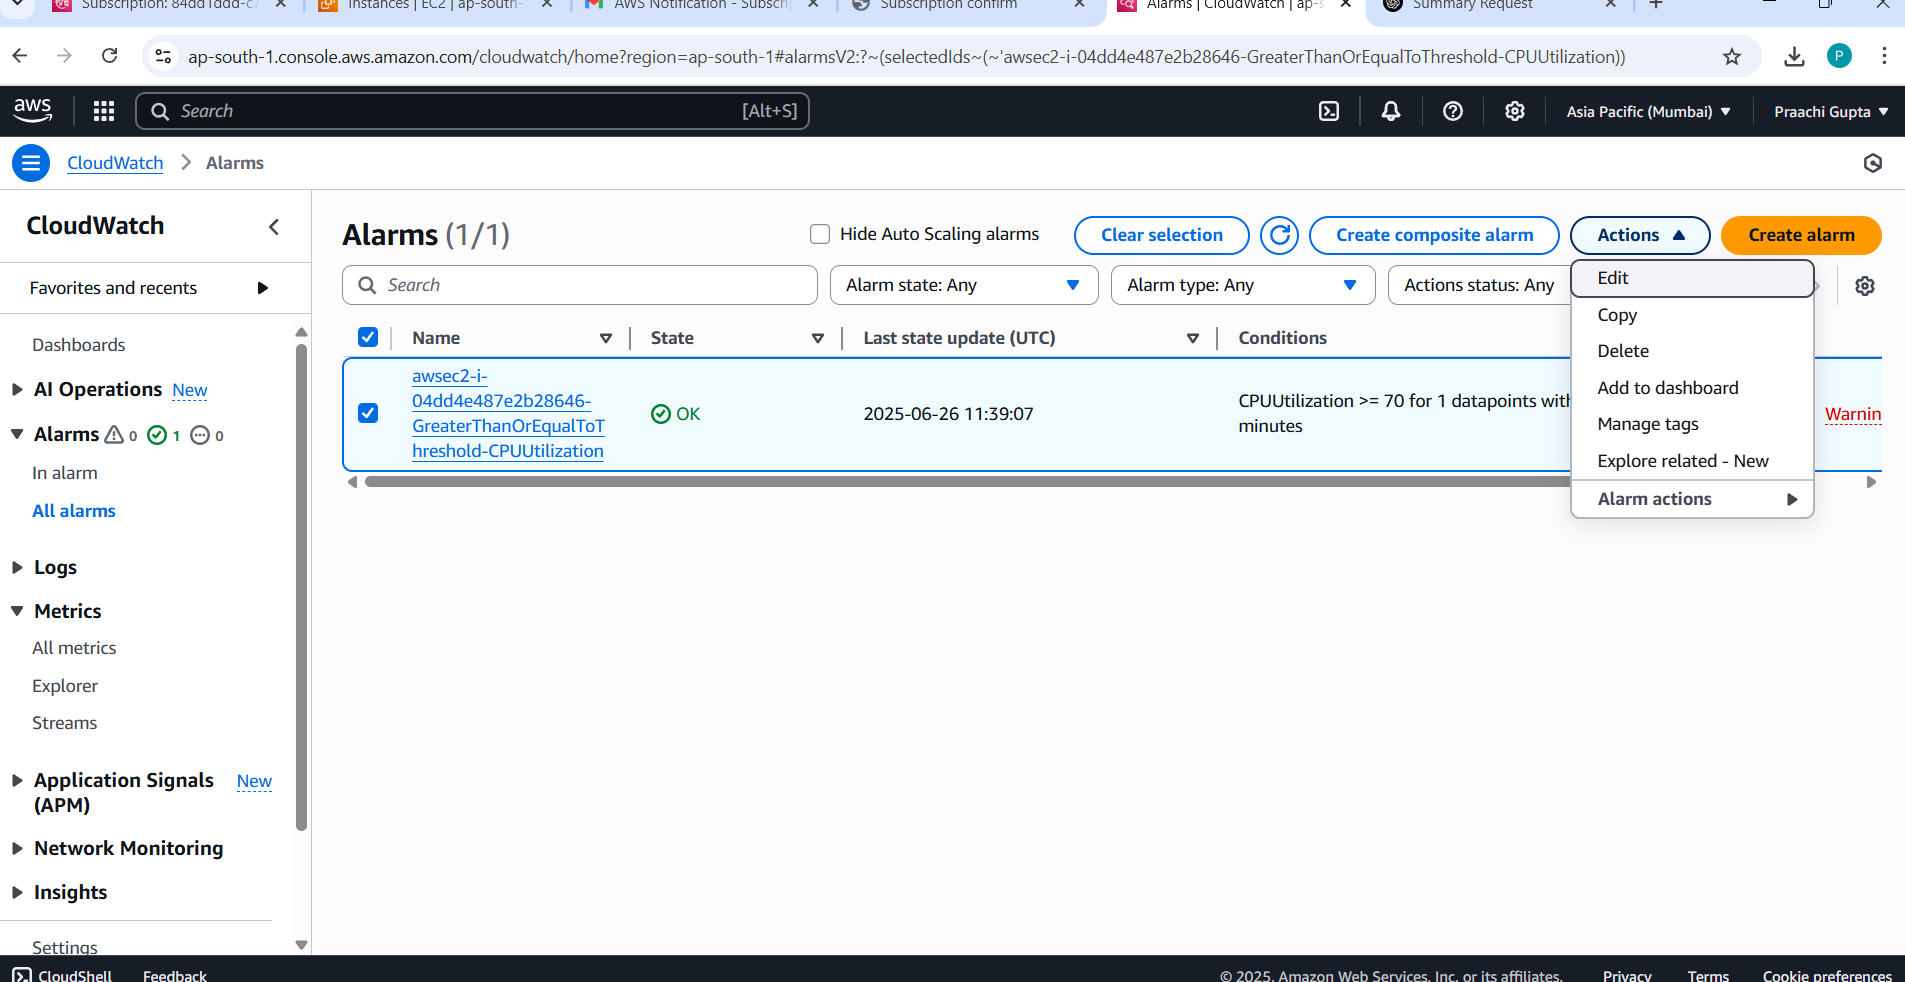 Subscription: 84dd1ddd-c7
Instances | EC2 | ap-south-
AWS Notification - Subscrip
Subscription confirm
Alarms | CloudWatch | ap-s
Summary Request
ap-south-1.console.aws.amazon.com/cloudwatch/home?region=ap-south-1#alarmsV2:?~(selectedIds~(~'awsec2-i-04dd4e487e2b28646-GreaterThanOrEqualToThreshold-CPUUtilization))
P
aws
Search
[Alt+S]
Asia Pacific (Mumbai)
Praachi Gupta
CloudWatch
Alarms
CloudWatch
Favorites and recents
Dashboards
AI Operations New
Alarms 0 1 0
In alarm
All alarms
Logs
Metrics
All metrics
Explorer
Streams
Application Signals New
(APM)
Network Monitoring
Insights
Settings
Alarms (1/1)
Hide Auto Scaling alarms
Clear selection
Create composite alarm
Actions
Create alarm
Search
Alarm state: Any
Alarm type: Any
Actions status: Any
Edit
Copy
Delete
Add to dashboard
Manage tags
Explore related - New
Alarm actions
Name
State
Last state update (UTC)
Conditions
awsec2-i-
04dd4e487e2b28646-
GreaterThanOrEqualToT
hreshold-CPUUtilization
OK
2025-06-26 11:39:07
CPUUtilization >= 70 for 1 datapoints with
minutes
Warnin
CloudShell
Feedback
© 2025, Amazon Web Services, Inc. or its affiliates.
Privacy
Terms
Cookie preferences